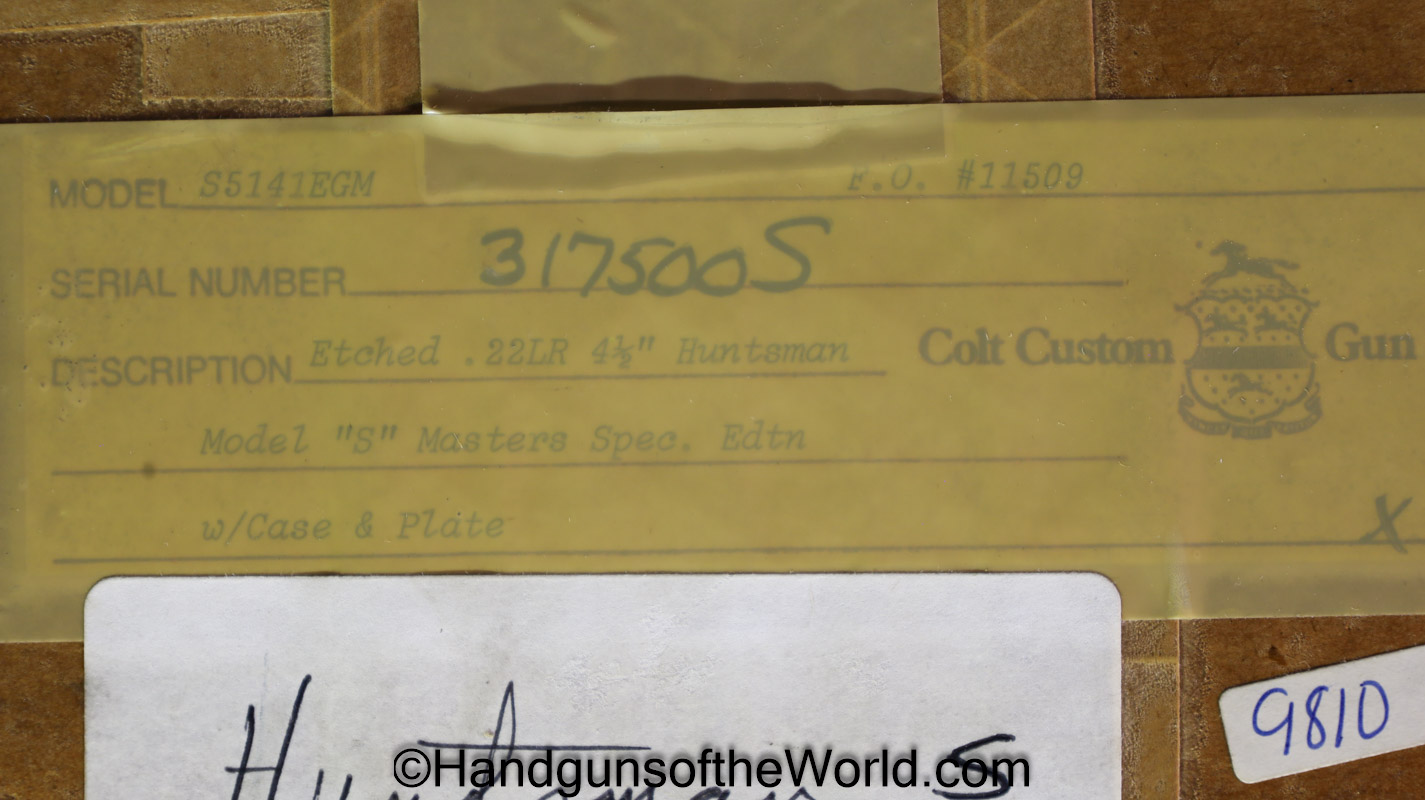 MODEL S5141EGM F.O. #11509
SERIAL NUMBER 317500S
DESCRIPTION Etched .22LR 4½" Huntsman
Colt Custom Gun
Model "S" Masters Spec. Edtn
w/Case & Plate
X
Huntsman S
9810
©HandgunsoftheWorld.com